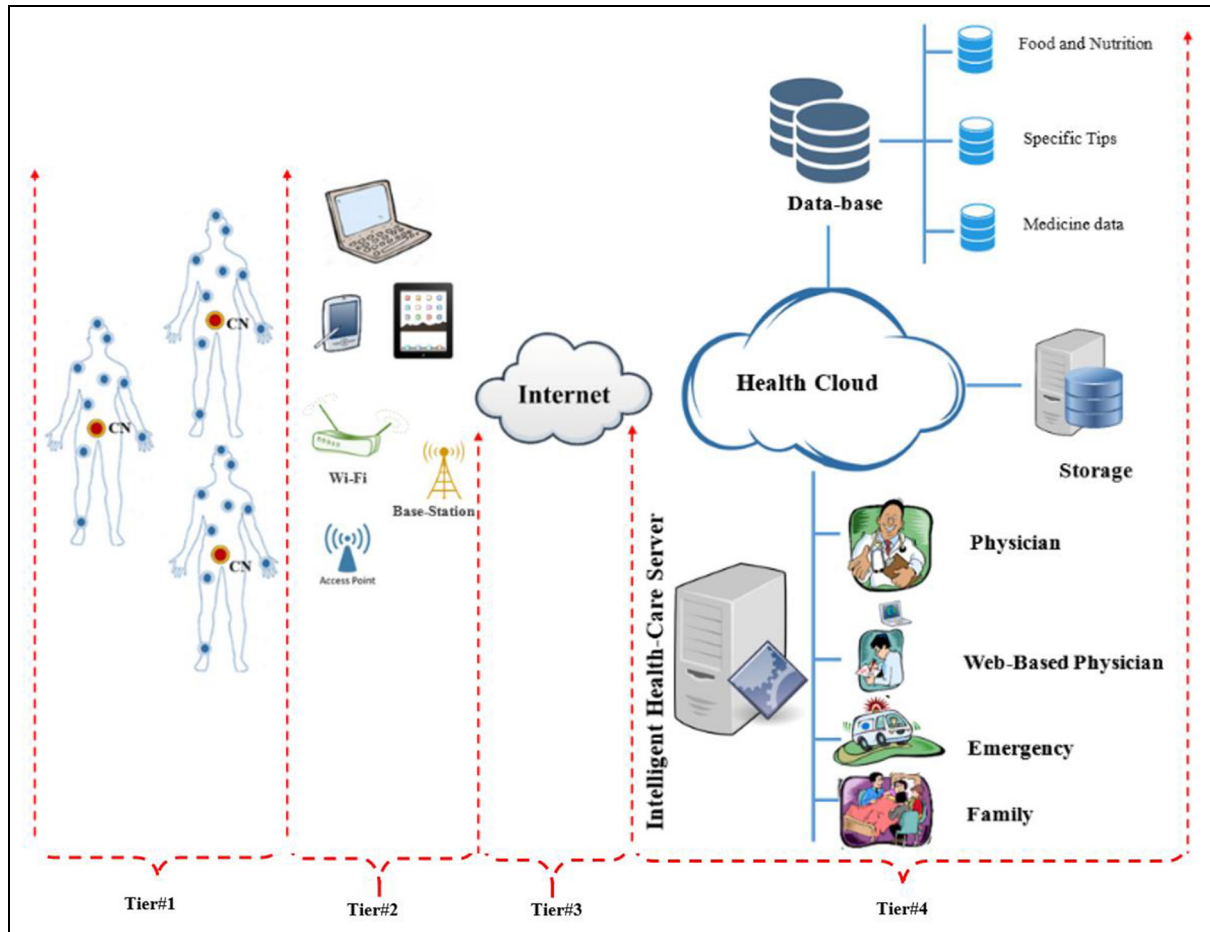 Food and Nutrition
Specific Tips
Data-base
Medicine data
CN
CN
CN
Internet
Health Cloud
Wi-Fi
Base-Station
Access Point
Storage
Intelligent Health-Care Server
Physician
Web-Based Physician
Emergency
Family
Tier#1
Tier#2
Tier#3
Tier#4